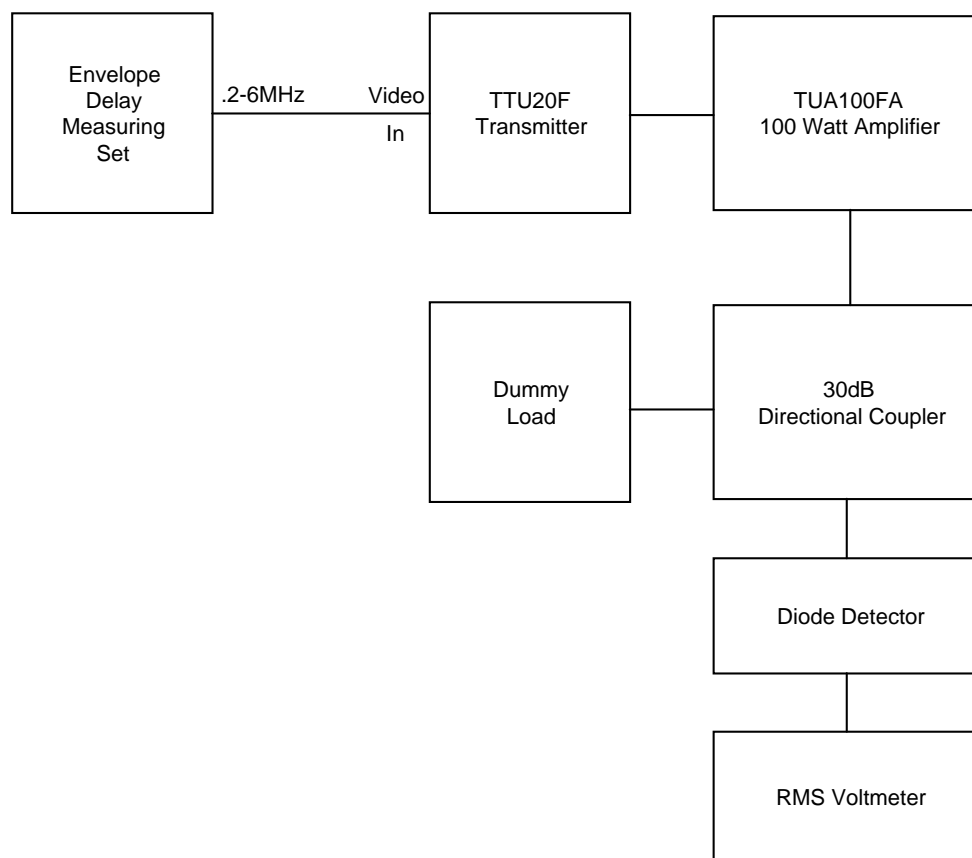 Envelope
Delay
Measuring
Set
.2-6MHz
Video
In
TTU20F
Transmitter
TUA100FA
100 Watt Amplifier
Dummy
Load
30dB
Directional Coupler
Diode Detector
RMS Voltmeter